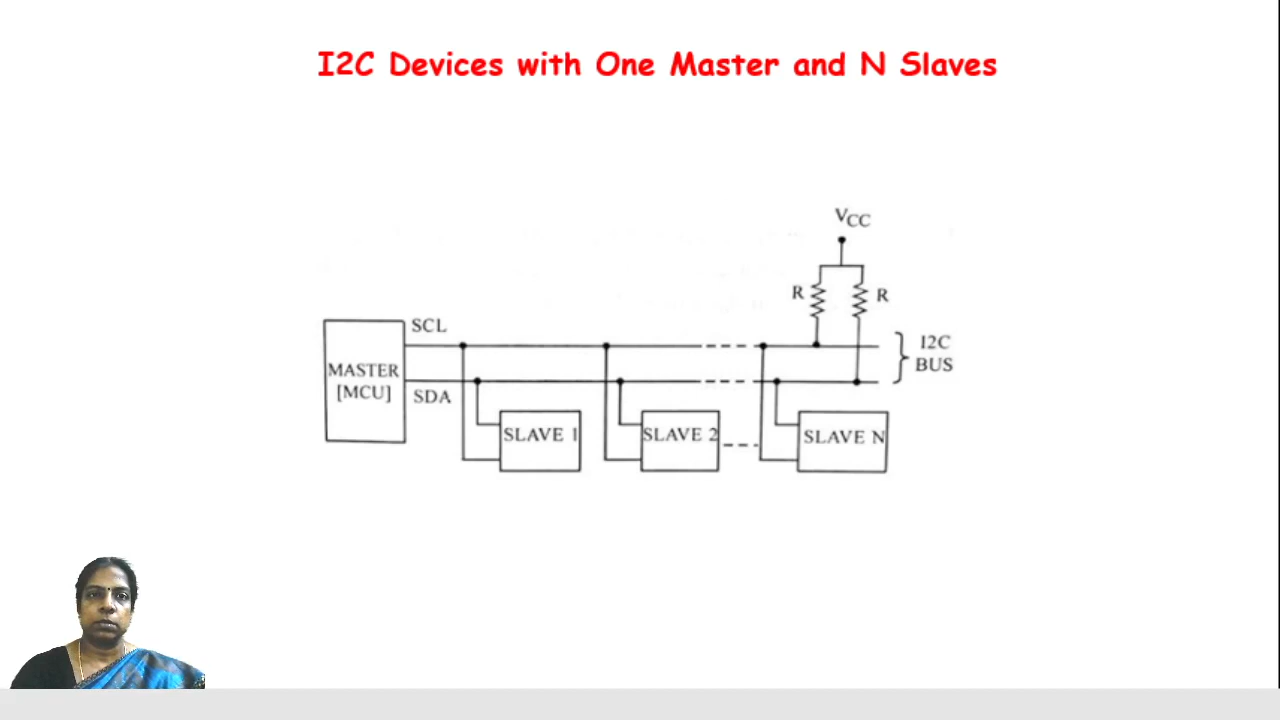 I2C Devices with One Master and N Slaves
VCC
R R
SCL
MASTER
[MCU]
SDA
I2C
BUS
SLAVE 1 SLAVE 2 SLAVE N